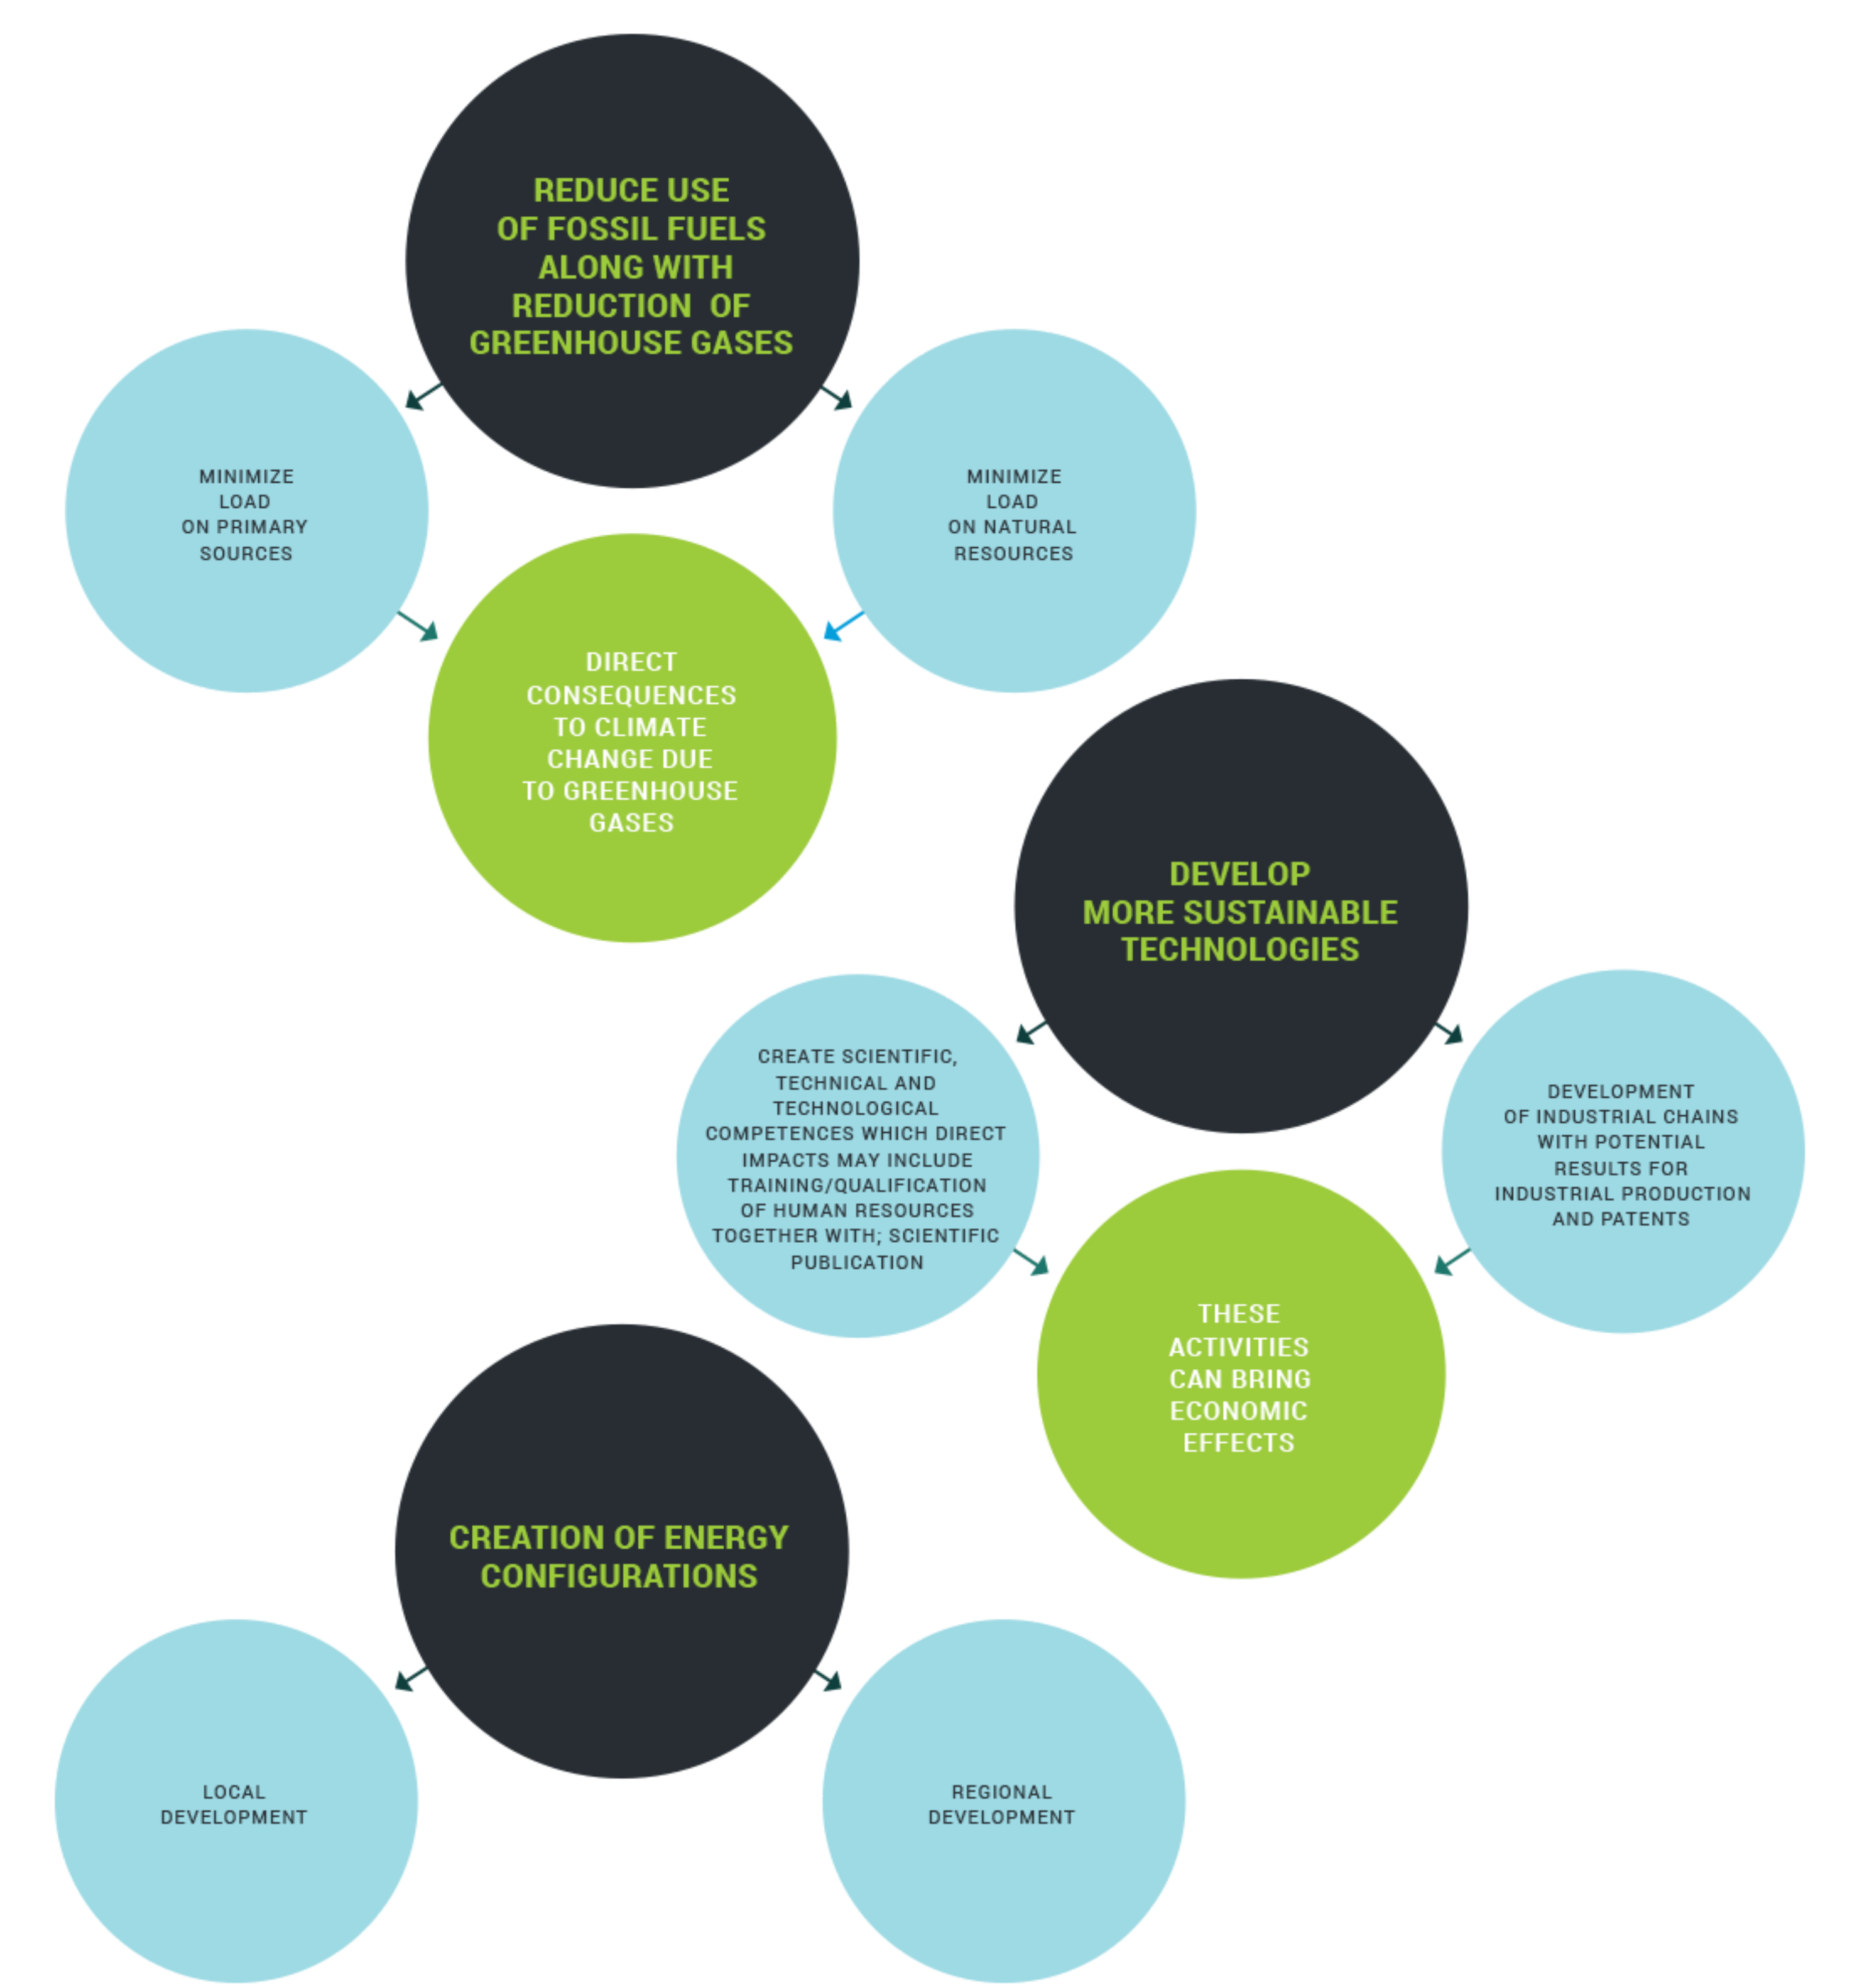 REDUCE USE
OF FOSSIL FUELS
ALONG WITH
REDUCTION OF
GREENHOUSE GASES
MINIMIZE
LOAD
ON PRIMARY
SOURCES
MINIMIZE
LOAD
ON NATURAL
RESOURCES
DIRECT
CONSEQUENCES
TO CLIMATE
CHANGE DUE
TO GREENHOUSE
GASES
DEVELOP
MORE SUSTAINABLE
TECHNOLOGIES
CREATE SCIENTIFIC,
TECHNICAL AND
TECHNOLOGICAL
COMPETENCES WHICH DIRECT
IMPACTS MAY INCLUDE
TRAINING/QUALIFICATION
OF HUMAN RESOURCES
TOGETHER WITH; SCIENTIFIC
PUBLICATION
DEVELOPMENT
OF INDUSTRIAL CHAINS
WITH POTENTIAL
RESULTS FOR
INDUSTRIAL PRODUCTION
AND PATENTS
THESE
ACTIVITIES
CAN BRING
ECONOMIC
EFFECTS
CREATION OF ENERGY
CONFIGURATIONS
LOCAL
DEVELOPMENT
REGIONAL
DEVELOPMENT